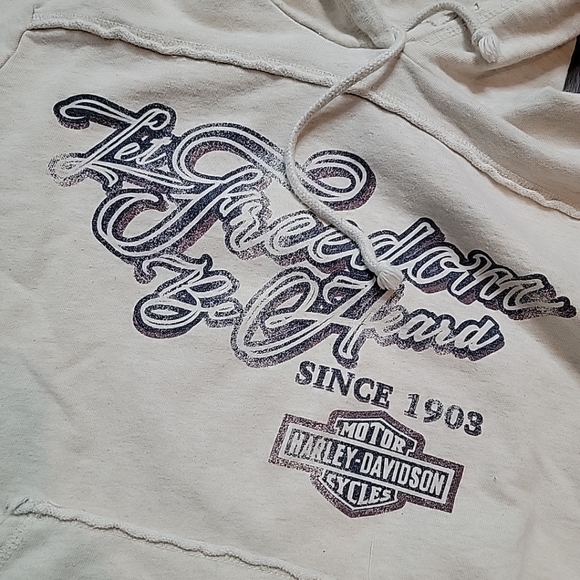 Let
Freedom
Be Heard
SINCE 1903
MOTOR
HARLEY-DAVIDSON
CYCLES